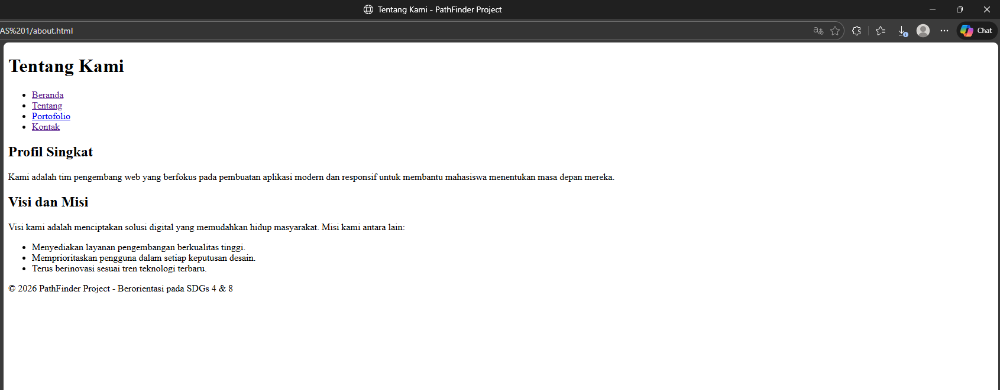 Tentang Kami - PathFinder Project
AS%201/about.html
Chat
Tentang Kami
Beranda
Tentang
Portofolio
Kontak
Profil Singkat
Kami adalah tim pengembang web yang berfokus pada pembuatan aplikasi modern dan responsif untuk membantu mahasiswa menentukan masa depan mereka.
Visi dan Misi
Visi kami adalah menciptakan solusi digital yang memudahkan hidup masyarakat. Misi kami antara lain:
Menyediakan layanan pengembangan berkualitas tinggi.
Memprioritaskan pengguna dalam setiap keputusan desain.
Terus berinovasi sesuai tren teknologi terbaru.
© 2026 PathFinder Project - Berorientasi pada SDGs 4 & 8